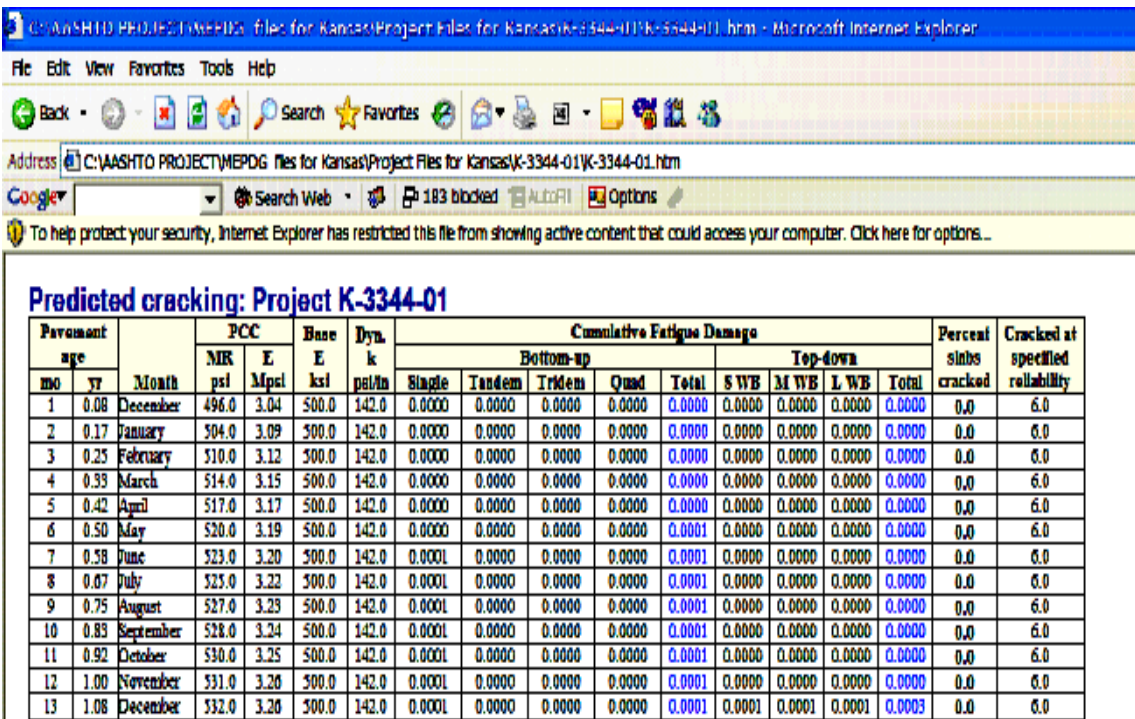 C:\AASHTO PROJECT\MEPDG files for Kansas\Project Files for Kansas\K-3344-01\K-3344-01.htm - Microsoft Internet Explorer
File Edit View Favorites Tools Help
Back Search Favorites
Address C:\AASHTO PROJECT\MEPDG files for Kansas\Project Files for Kansas\K-3344-01\K-3344-01.htm
Google Search Web 183 blocked AutoFill Options
To help protect your security, Internet Explorer has restricted this file from showing active content that could access your computer. Click here for options...
Predicted cracking: Project K-3344-01
Pavement PCC Base Dyn. Cumulative Fatigue Damage Percent Cracked at
age MR E E k Bottom-up Top-down slabs specified
mo yr Month psi Mpsi ksi psi/in Single Tandem Tridem Quad Total S WB M WB L WB Total cracked reliability
1 0.08 December 496.0 3.04 500.0 142.0 0.0000 0.0000 0.0000 0.0000 0.0000 0.0000 0.0000 0.0000 0.0000 0.0 6.0
2 0.17 January 504.0 3.09 500.0 142.0 0.0000 0.0000 0.0000 0.0000 0.0000 0.0000 0.0000 0.0000 0.0000 0.0 6.0
3 0.25 February 510.0 3.12 500.0 142.0 0.0000 0.0000 0.0000 0.0000 0.0000 0.0000 0.0000 0.0000 0.0000 0.0 6.0
4 0.33 March 514.0 3.15 500.0 142.0 0.0000 0.0000 0.0000 0.0000 0.0000 0.0000 0.0000 0.0000 0.0000 0.0 6.0
5 0.42 April 517.0 3.17 500.0 142.0 0.0000 0.0000 0.0000 0.0000 0.0000 0.0000 0.0000 0.0000 0.0000 0.0 6.0
6 0.50 May 520.0 3.19 500.0 142.0 0.0000 0.0000 0.0000 0.0000 0.0001 0.0000 0.0000 0.0000 0.0000 0.0 6.0
7 0.58 June 523.0 3.20 500.0 142.0 0.0001 0.0000 0.0000 0.0000 0.0001 0.0000 0.0000 0.0000 0.0000 0.0 6.0
8 0.67 July 525.0 3.22 500.0 142.0 0.0001 0.0000 0.0000 0.0000 0.0001 0.0000 0.0000 0.0000 0.0000 0.0 6.0
9 0.75 August 527.0 3.23 500.0 142.0 0.0001 0.0000 0.0000 0.0000 0.0001 0.0000 0.0000 0.0000 0.0000 0.0 6.0
10 0.83 September 528.0 3.24 500.0 142.0 0.0001 0.0000 0.0000 0.0000 0.0001 0.0000 0.0000 0.0000 0.0000 0.0 6.0
11 0.92 October 530.0 3.25 500.0 142.0 0.0001 0.0000 0.0000 0.0000 0.0001 0.0000 0.0000 0.0000 0.0000 0.0 6.0
12 1.00 November 531.0 3.26 500.0 142.0 0.0001 0.0000 0.0000 0.0000 0.0001 0.0000 0.0000 0.0000 0.0000 0.0 6.0
13 1.08 December 532.0 3.26 500.0 142.0 0.0001 0.0000 0.0000 0.0000 0.0001 0.0001 0.0001 0.0001 0.0003 0.0 6.0